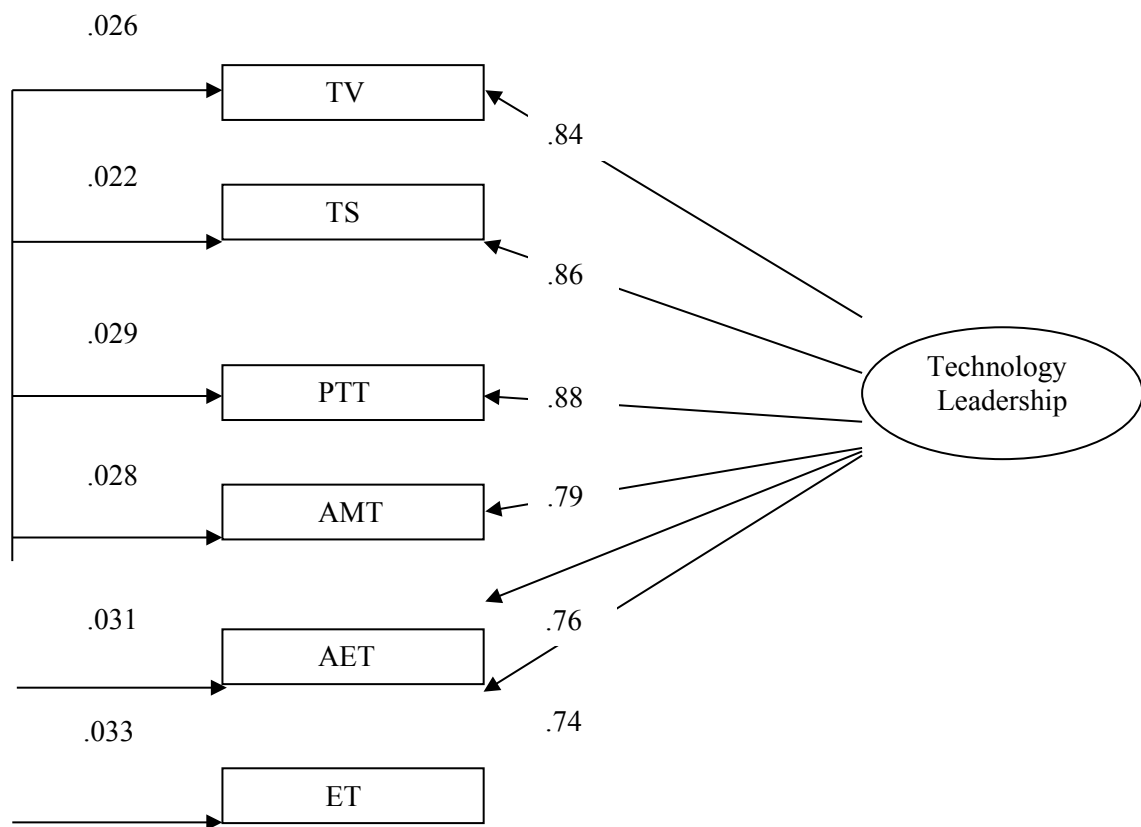 .026
TV
.84
.022
TS
.86
.029
PTT
.88
Technology
Leadership
.028
AMT
.79
.031
AET
.76
.033
.74
ET